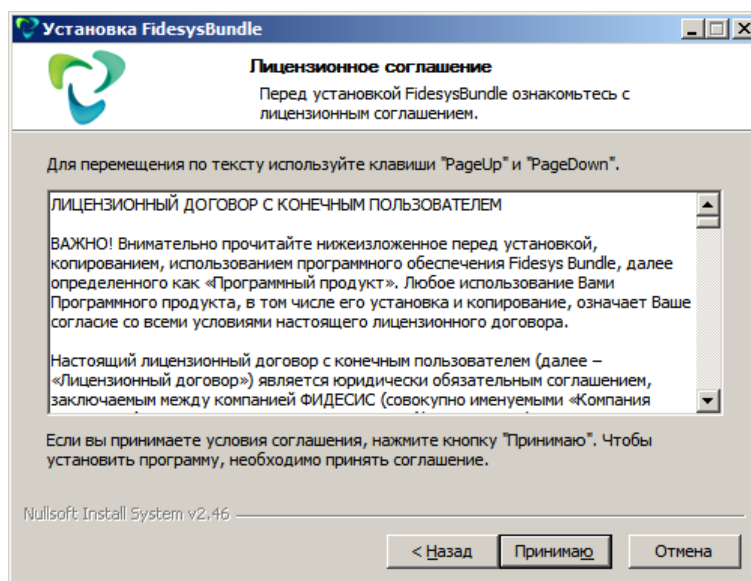 Установка FidesysBundle
Лицензионное соглашение
Перед установкой FidesysBundle ознакомьтесь с
лицензионным соглашением.
Для перемещения по тексту используйте клавиши "PageUp" и "PageDown".
ЛИЦЕНЗИОННЫЙ ДОГОВОР С КОНЕЧНЫМ ПОЛЬЗОВАТЕЛЕМ
ВАЖНО! Внимательно прочитайте нижеизложенное перед установкой,
копированием, использованием программного обеспечения Fidesys Bundle, далее
определенного как «Программный продукт». Любое использование Вами
Программного продукта, в том числе его установка и копирование, означает Ваше
согласие со всеми условиями настоящего лицензионного договора.
Настоящий лицензионный договор с конечным пользователем (далее –
«Лицензионный договор») является юридически обязательным соглашением,
заключаемым между компанией ФИДЕСИС (совокупно именуемыми «Компания
Если вы принимаете условия соглашения, нажмите кнопку "Принимаю". Чтобы
установить программу, необходимо принять соглашение.
Nullsoft Install System v2.46
< Назад Принимаю Отмена